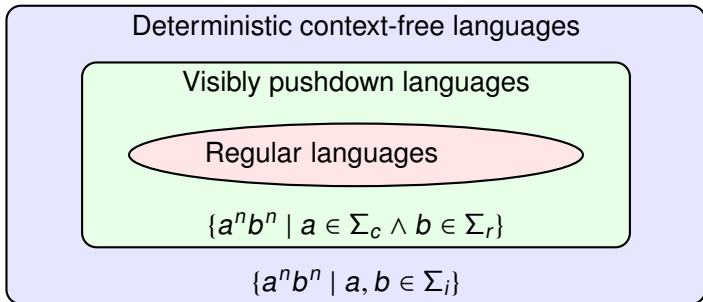 Deterministic context-free languages
Visibly pushdown languages
Regular languages
{aⁿbⁿ | a ∈ Σ_c ∧ b ∈ Σ_r}
{aⁿbⁿ | a, b ∈ Σ_i}